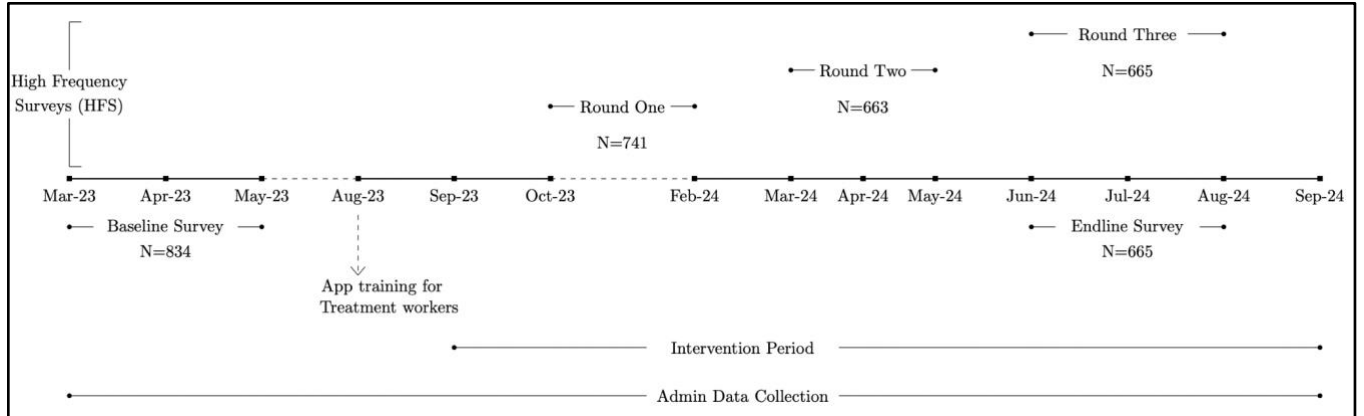 Round Three
N=665
Round Two
N=663
High Frequency
Surveys (HFS)
Round One
N=741
Mar-23 Apr-23 May-23 Aug-23 Sep-23 Oct-23 Feb-24 Mar-24 Apr-24 May-24 Jun-24 Jul-24 Aug-24 Sep-24
Baseline Survey
N=834
Endline Survey
N=665
App training for
Treatment workers
Intervention Period
Admin Data Collection